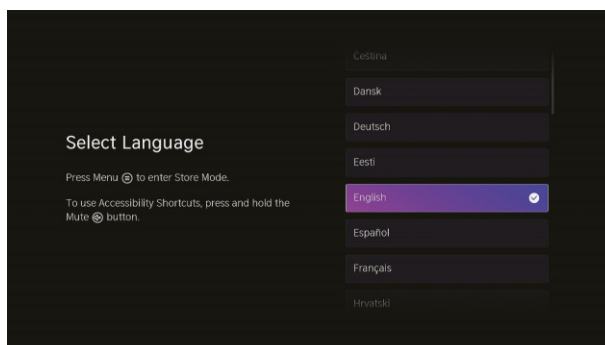 Select Language
Press Menu to enter Store Mode.
To use Accessibility Shortcuts, press and hold the
Mute button.
Čeština
Dansk
Deutsch
Eesti
English
Español
Français
Hrvatski